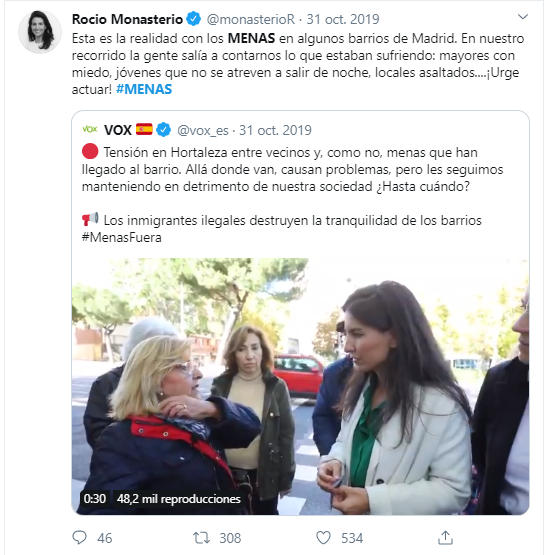 Rocio Monasterio @monasterioR · 31 oct. 2019
Esta es la realidad con los MENAS en algunos barrios de Madrid. En nuestro
recorrido la gente salía a contarnos lo que estaban sufriendo: mayores con
miedo, jóvenes que no se atreven a salir de noche, locales asaltados....¡Urge
actuar! #MENAS
VOX @vox_es · 31 oct. 2019
Tensión en Hortaleza entre vecinos y, como no, menas que han
llegado al barrio. Allá donde van, causan problemas, pero les seguimos
manteniendo en detrimento de nuestra sociedad ¿Hasta cuándo?
Los inmigrantes ilegales destruyen la tranquilidad de los barrios
#MenasFuera
0:30 48,2 mil reproducciones
46 308 534